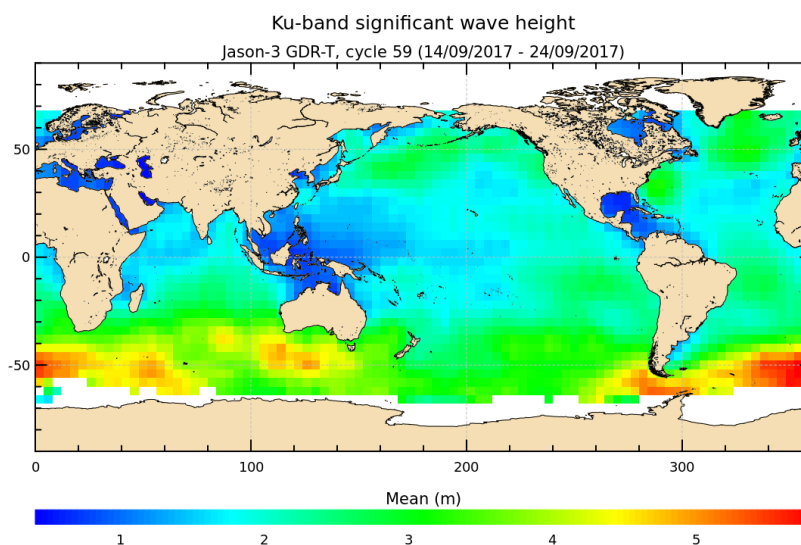 Ku-band significant wave height
Jason-3 GDR-T, cycle 59 (14/09/2017 - 24/09/2017)
50
0
-50
0 100 200 300
Mean (m)
1 2 3 4 5